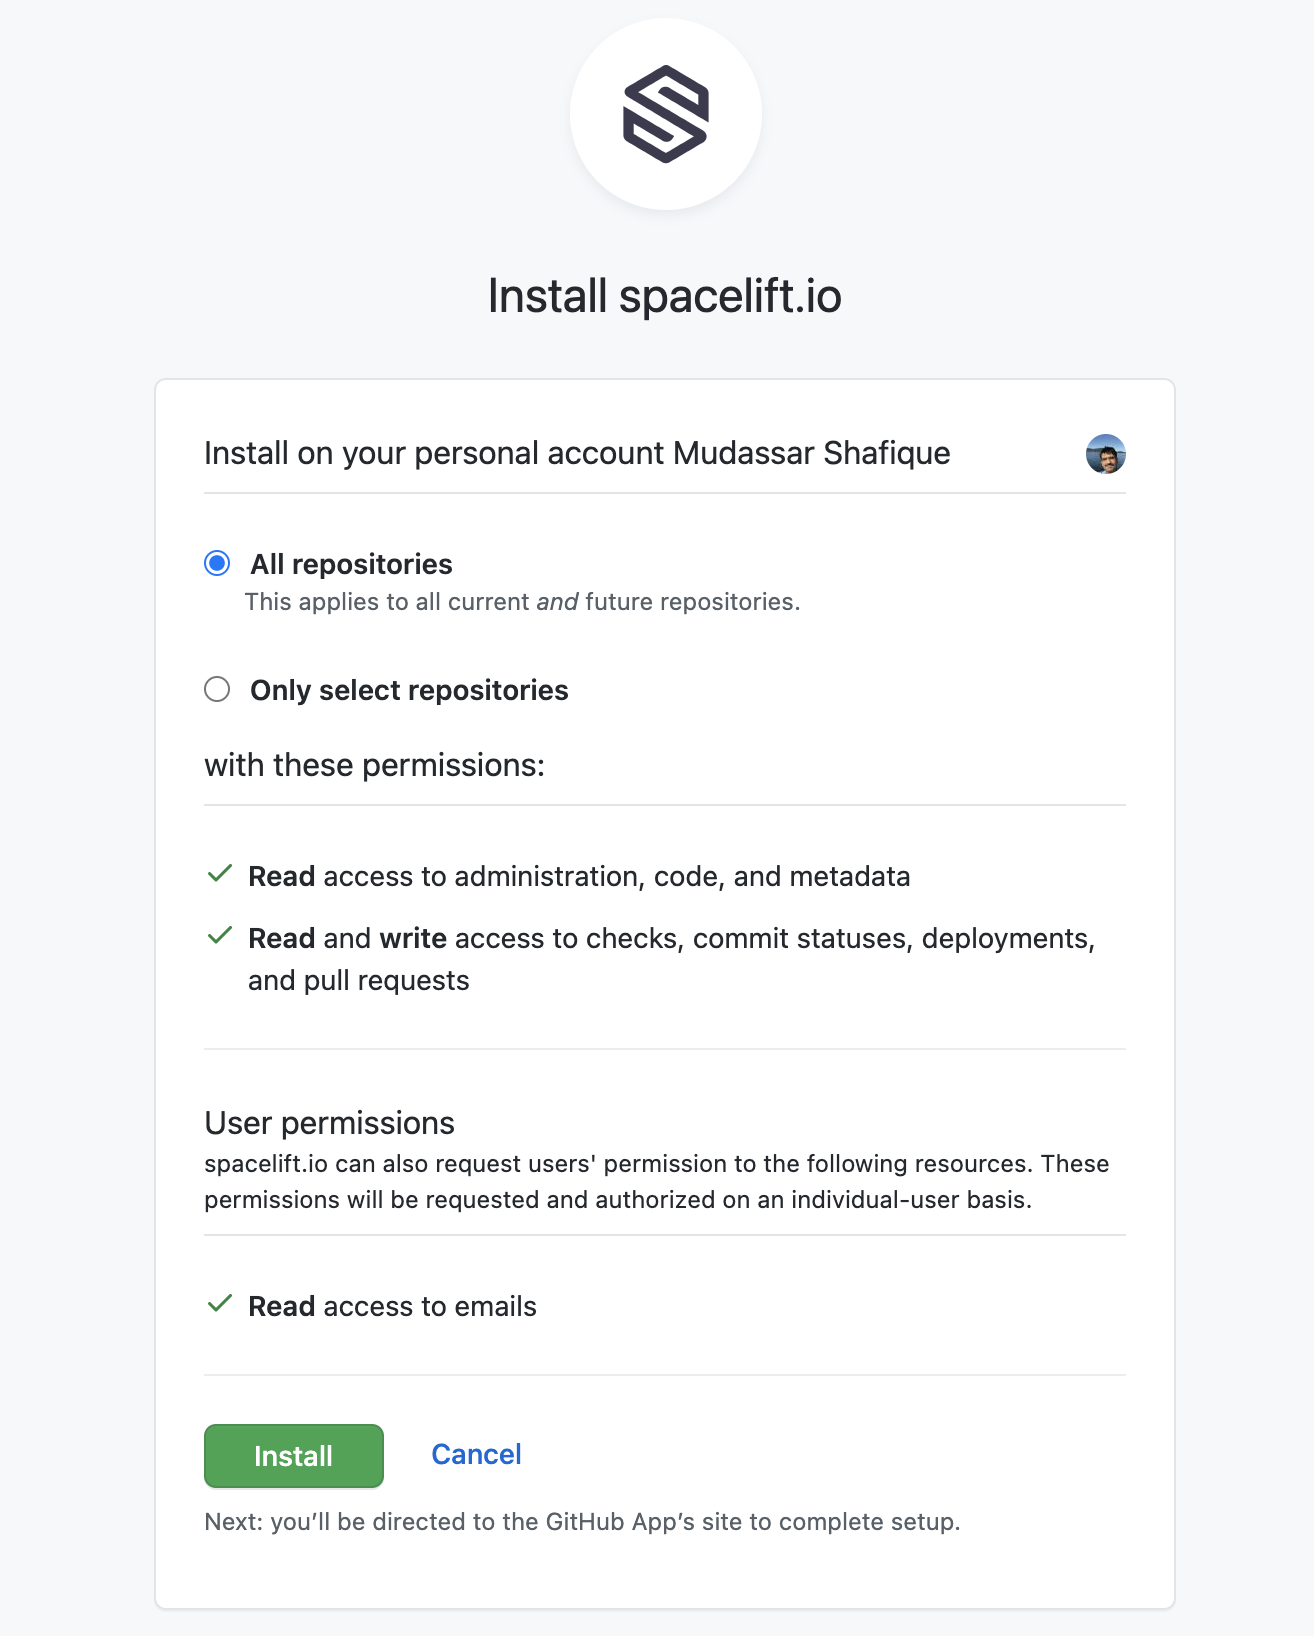 Install spacelift.io
Install on your personal account Mudassar Shafique
All repositories
This applies to all current and future repositories.
Only select repositories
with these permissions:
Read access to administration, code, and metadata
Read and write access to checks, commit statuses, deployments,
and pull requests
User permissions
spacelift.io can also request users' permission to the following resources. These
permissions will be requested and authorized on an individual-user basis.
Read access to emails
Install Cancel
Next: you’ll be directed to the GitHub App’s site to complete setup.